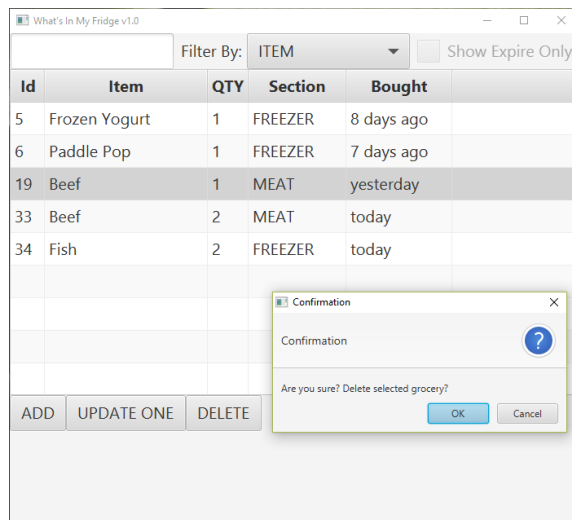 What's In My Fridge v1.0
Filter By: ITEM Show Expire Only
Id Item QTY Section Bought
5 Frozen Yogurt 1 FREEZER 8 days ago
6 Paddle Pop 1 FREEZER 7 days ago
19 Beef 1 MEAT yesterday
33 Beef 2 MEAT today
34 Fish 2 FREEZER today
Confirmation
Confirmation
?
Are you sure? Delete selected grocery?
OK Cancel
ADD UPDATE ONE DELETE